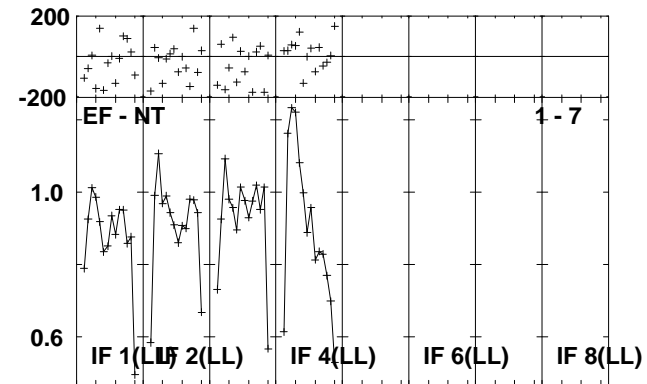 200
-200
EF - NT 1 - 7
1.0
0.6
IF 1(LL) IF 2(LL) IF 4(LL) IF 6(LL) IF 8(LL)